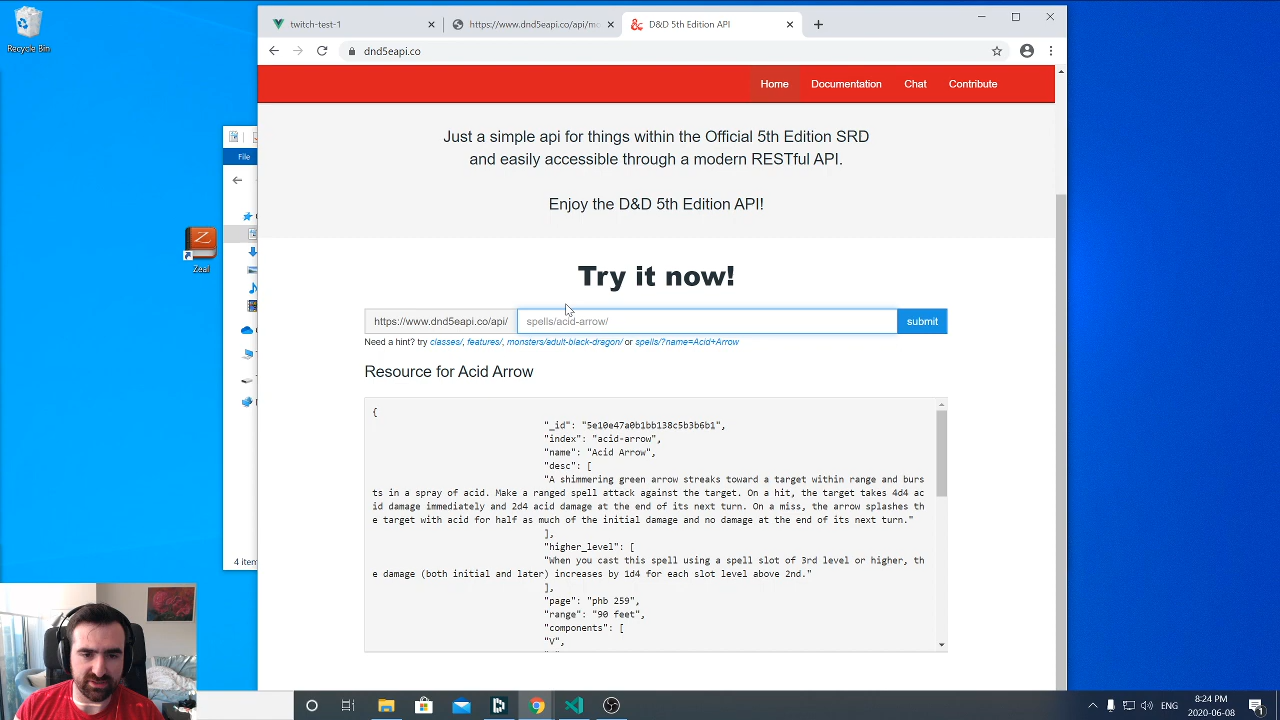 Recycle Bin
twitch-test-1
https://www.dnd5eapi.co/api/mo
D&D 5th Edition API
dnd5eapi.co
Home
Documentation
Chat
Contribute
Just a simple api for things within the Official 5th Edition SRD
and easily accessible through a modern RESTful API.
Enjoy the D&D 5th Edition API!
File
Zeal
Try it now!
https://www.dnd5eapi.co/api/
spells/acid-arrow/
submit
Need a hint? try classes/, features/, monsters/adult-black-dragon/ or spells/?name=Acid+Arrow
Resource for Acid Arrow
{
"_id": "5e10e47a0b1bb138c5b3b6b1",
"index": "acid-arrow",
"name": "Acid Arrow",
"desc": [
"A shimmering green arrow streaks toward a target within range and burs
ts in a spray of acid. Make a ranged spell attack against the target. On a hit, the target takes 4d4 ac
id damage immediately and 2d4 acid damage at the end of its next turn. On a miss, the arrow splashes th
e target with acid for half as much of the initial damage and no damage at the end of its next turn."
],
"higher_level": [
"When you cast this spell using a spell slot of 3rd level or higher, th
e damage (both initial and later) increases by 1d4 for each slot level above 2nd."
],
"page": "phb 259",
"range": "90 feet",
"components": [
"V",
4 item
ENG
8:24 PM
2020-06-08